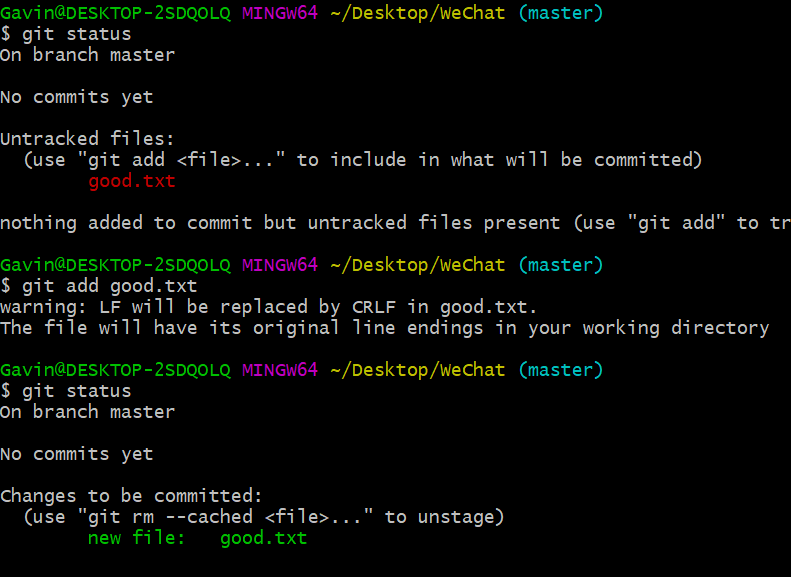 Gavin@DESKTOP-2SDQOLQ MINGW64 ~/Desktop/WeChat (master)
$ git status
On branch master
No commits yet
Untracked files:
(use "git add <file>..." to include in what will be committed)
good.txt
nothing added to commit but untracked files present (use "git add" to tr
Gavin@DESKTOP-2SDQOLQ MINGW64 ~/Desktop/WeChat (master)
$ git add good.txt
warning: LF will be replaced by CRLF in good.txt.
The file will have its original line endings in your working directory
Gavin@DESKTOP-2SDQOLQ MINGW64 ~/Desktop/WeChat (master)
$ git status
On branch master
No commits yet
Changes to be committed:
(use "git rm --cached <file>..." to unstage)
new file:   good.txt